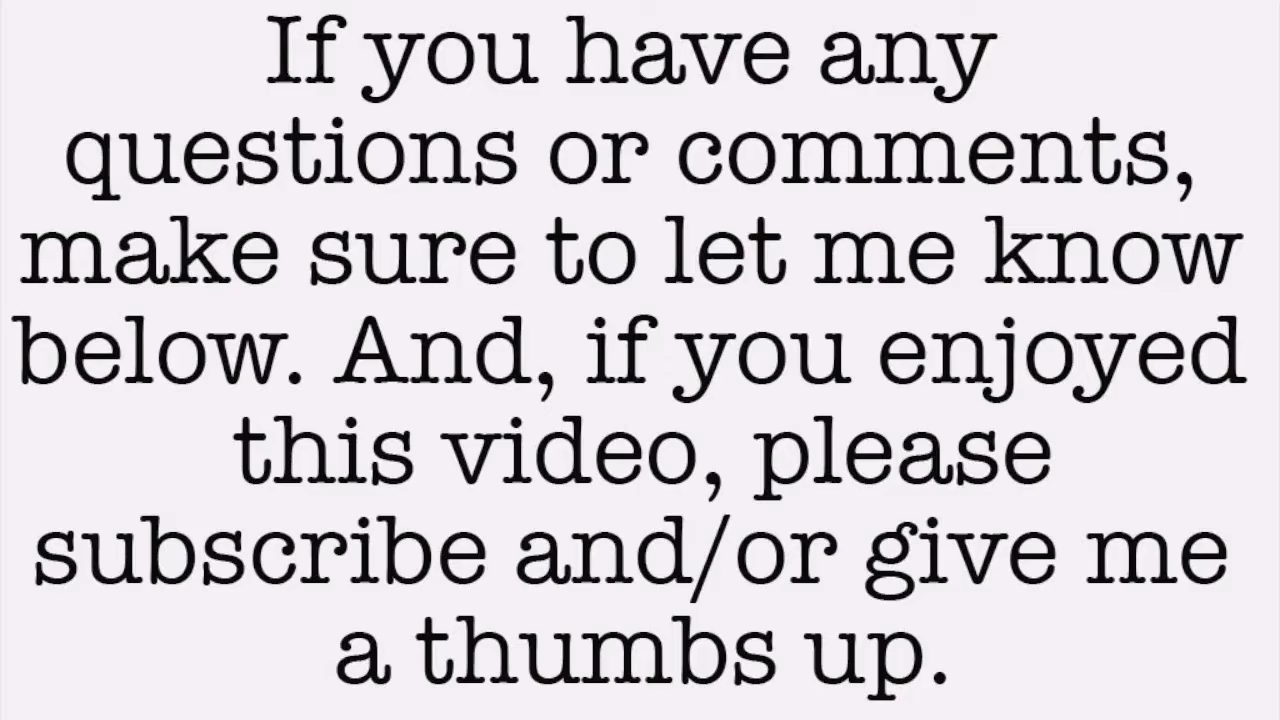 If you have any
questions or comments,
make sure to let me know
below. And, if you enjoyed
this video, please
subscribe and/or give me
a thumbs up.